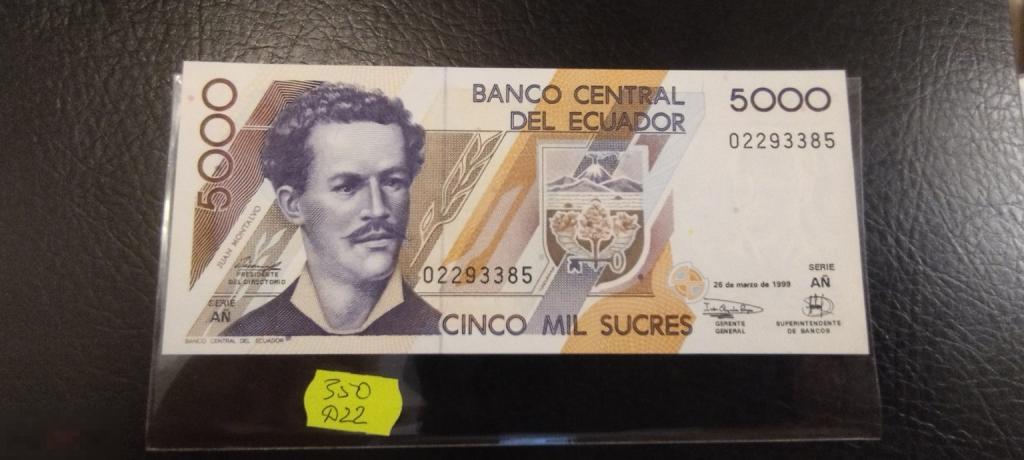 5000
BANCO CENTRAL
DEL ECUADOR
5000
02293385
JUAN MONTALVO
PRESIDENTE
DEL DIRECTORIO
SERIE
AÑ
02293385
26 de marzo de 1999
SERIE
AÑ
GERENTE
GENERAL
SUPERINTENDENTE
DE BANCOS
CINCO MIL SUCRES
BANCO CENTRAL DEL ECUADOR
350
A22